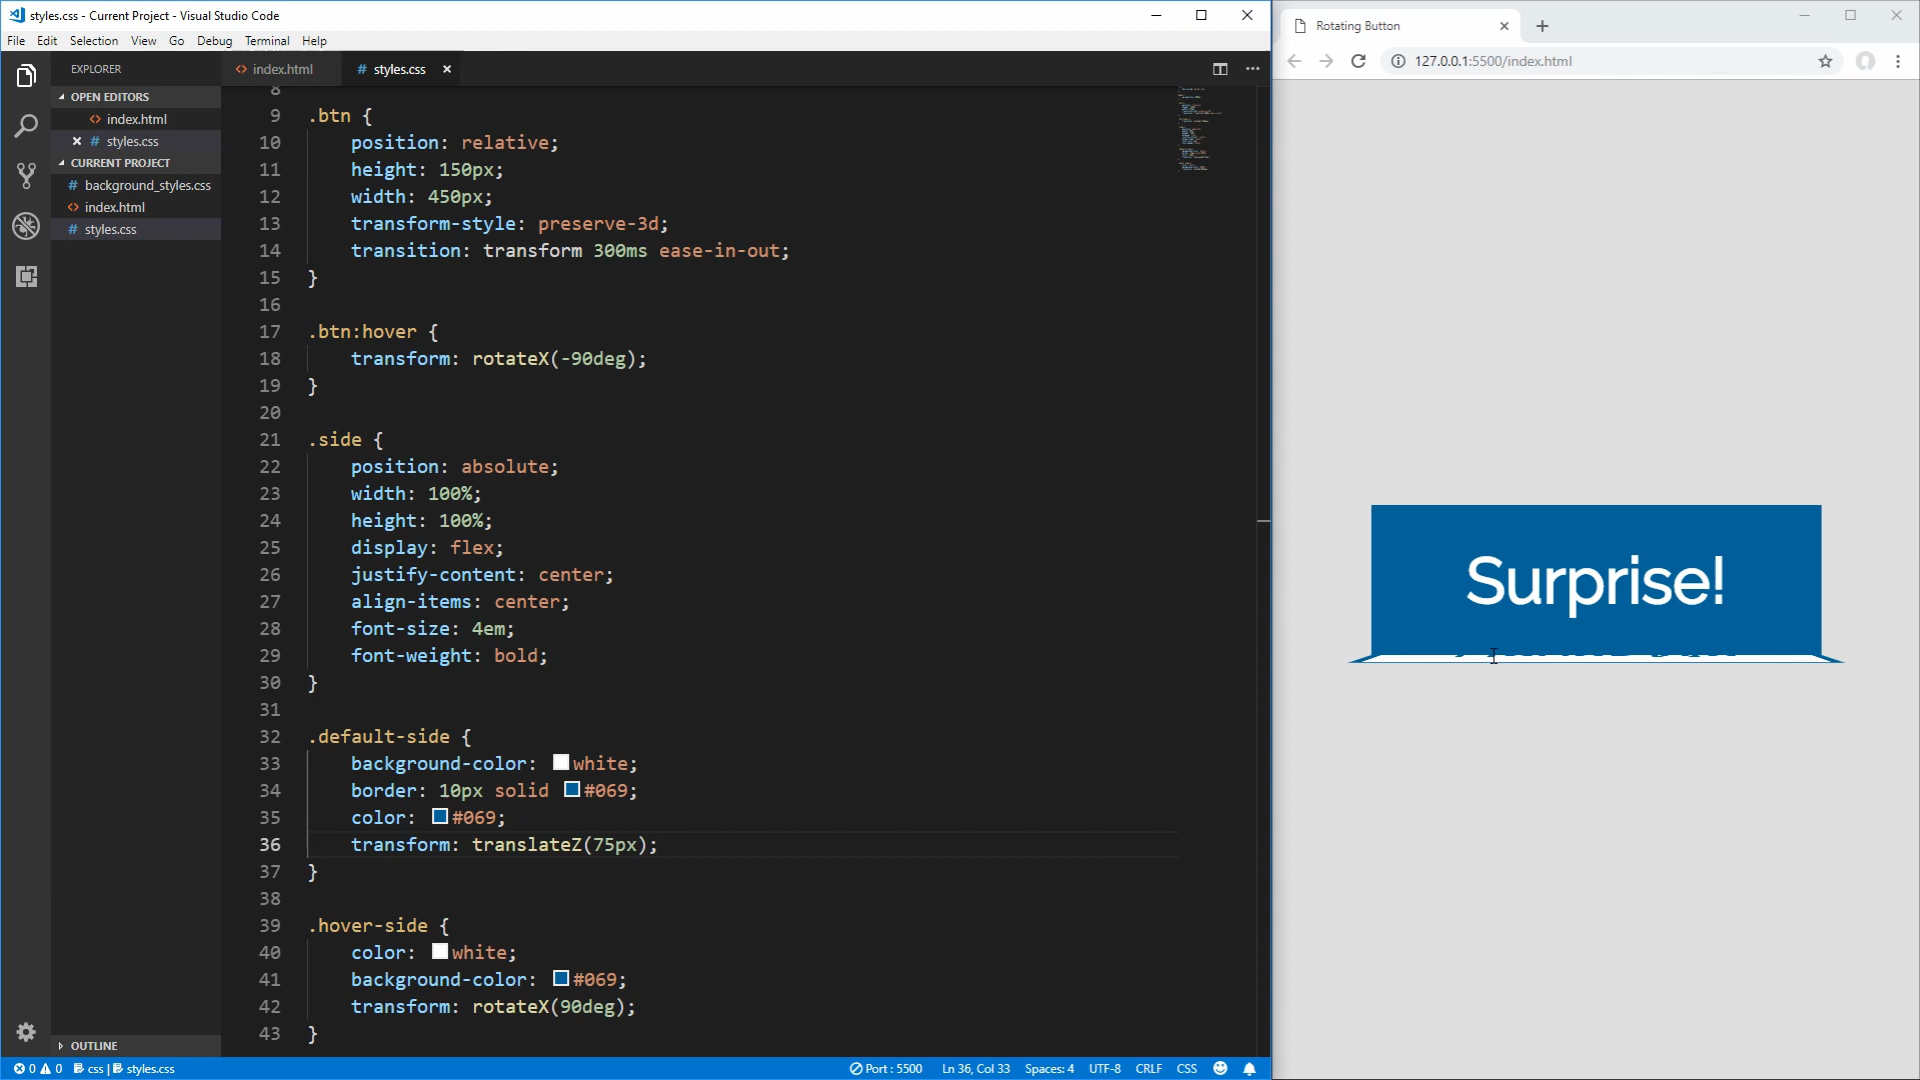 styles.css - Current Project - Visual Studio Code
File Edit Selection View Go Debug Terminal Help
EXPLORER
OPEN EDITORS
<> index.html
× # styles.css
CURRENT PROJECT
# background_styles.css
<> index.html
# styles.css
OUTLINE
<> index.html # styles.css ×
8
9 .btn {
10 position: relative;
11 height: 150px;
12 width: 450px;
13 transform-style: preserve-3d;
14 transition: transform 300ms ease-in-out;
15 }
16
17 .btn:hover {
18 transform: rotateX(-90deg);
19 }
20
21 .side {
22 position: absolute;
23 width: 100%;
24 height: 100%;
25 display: flex;
26 justify-content: center;
27 align-items: center;
28 font-size: 4em;
29 font-weight: bold;
30 }
31
32 .default-side {
33 background-color: white;
34 border: 10px solid #069;
35 color: #069;
36 transform: translateZ(75px);
37 }
38
39 .hover-side {
40 color: white;
41 background-color: #069;
42 transform: rotateX(90deg);
43 }
0 0 css | styles.css Port : 5500 Ln 36, Col 33 Spaces: 4 UTF-8 CRLF CSS
Rotating Button
127.0.0.1:5500/index.html
Surprise!